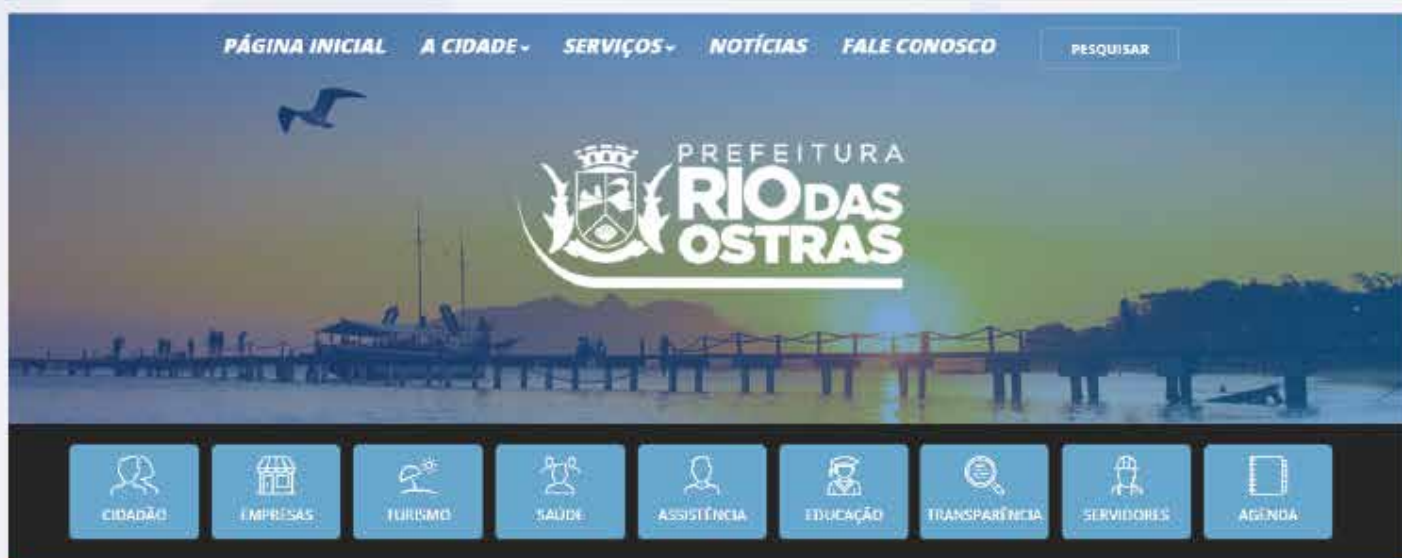 PÁGINA INICIAL A CIDADE SERVIÇOS NOTÍCIAS FALE CONOSCO PESQUISAR
PREFEITURA
RIO DAS
OSTRAS
CIDADÃO EMPRESAS TURISMO SAÚDE ASSISTÊNCIA EDUCAÇÃO TRANSPARÊNCIA SERVIDORES AGENDA